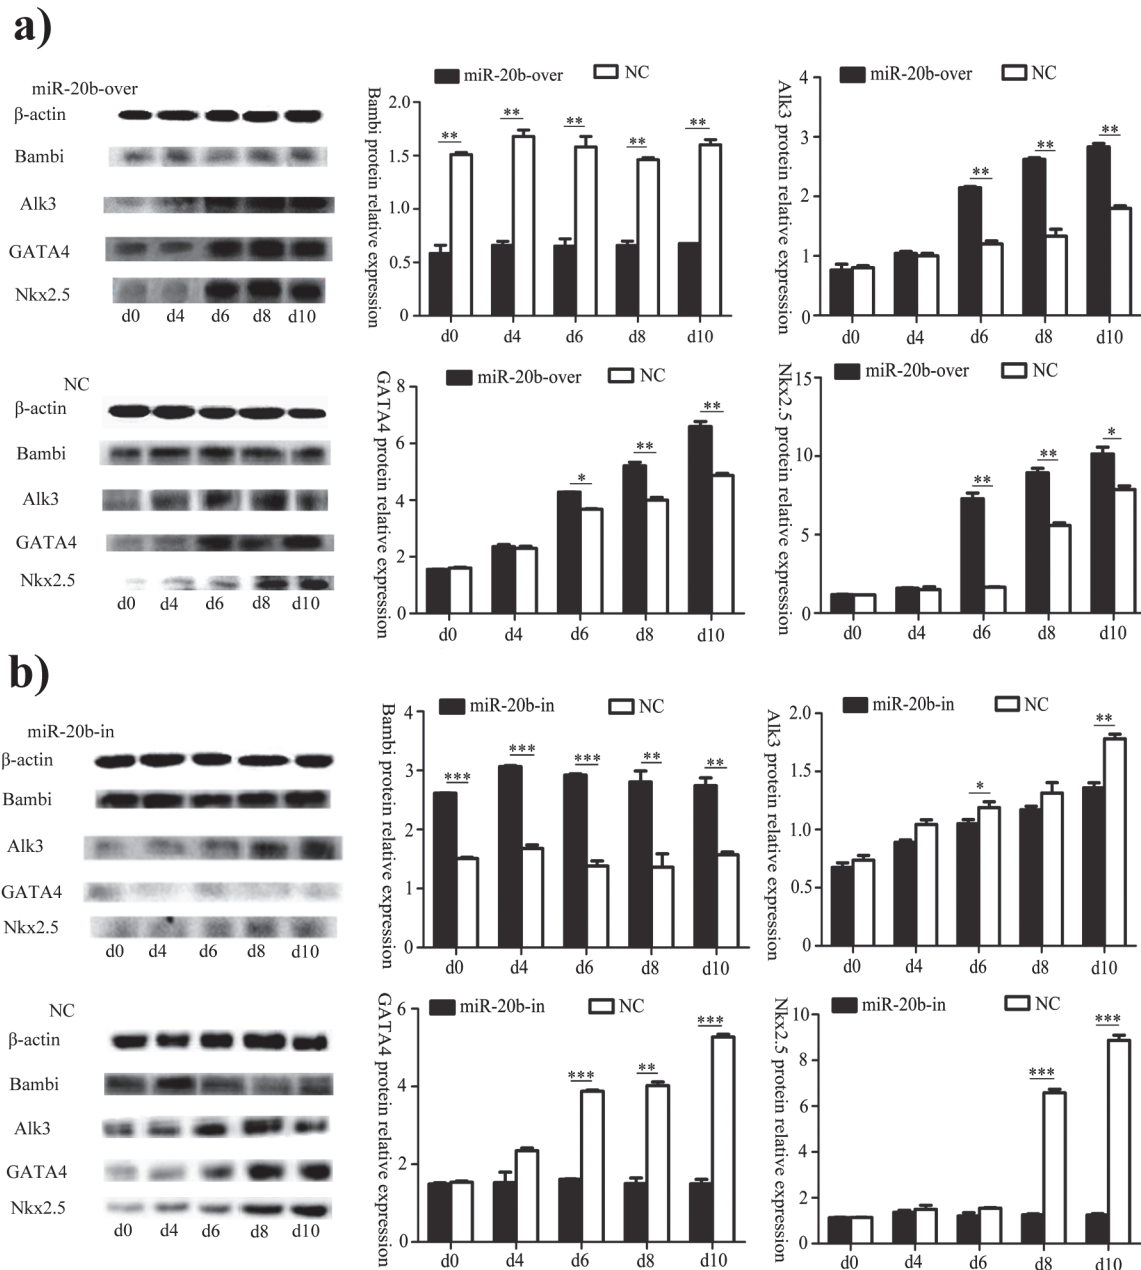 a)
miR-20b-over
β-actin
Bambi
Alk3
GATA4
Nkx2.5
d0 d4 d6 d8 d10
NC
β-actin
Bambi
Alk3
GATA4
Nkx2.5
d0 d4 d6 d8 d10
miR-20b-over NC
Bambi protein relative expression
2.0
1.5
1.0
0.5
0
** ** ** ** **
d0 d4 d6 d8 d10
miR-20b-over NC
Alk3 protein relative expression
4
3
2
1
0
** ** **
d0 d4 d6 d8 d10
miR-20b-over NC
GATA4 protein relative expression
8
6
4
2
0
* ** **
d0 d4 d6 d8 d10
miR-20b-over NC
Nkx2.5 protein relative expression
15
10
5
0
** ** *
d0 d4 d6 d8 d10
b)
miR-20b-in
β-actin
Bambi
Alk3
GATA4
Nkx2.5
d0 d4 d6 d8 d10
NC
β-actin
Bambi
Alk3
GATA4
Nkx2.5
d0 d4 d6 d8 d10
miR-20b-in NC
Bambi protein relative expression
4
3
2
1
0
*** *** *** ** **
d0 d4 d6 d8 d10
miR-20b-in NC
Alk3 protein relative expression
2.0
1.5
1.0
0.5
0
* **
d0 d4 d6 d8 d10
miR-20b-in NC
GATA4 protein relative expression
6
4
2
0
*** ** ***
d0 d4 d6 d8 d10
miR-20b-in NC
Nkx2.5 protein relative expression
10
8
6
4
2
0
*** ***
d0 d4 d6 d8 d10